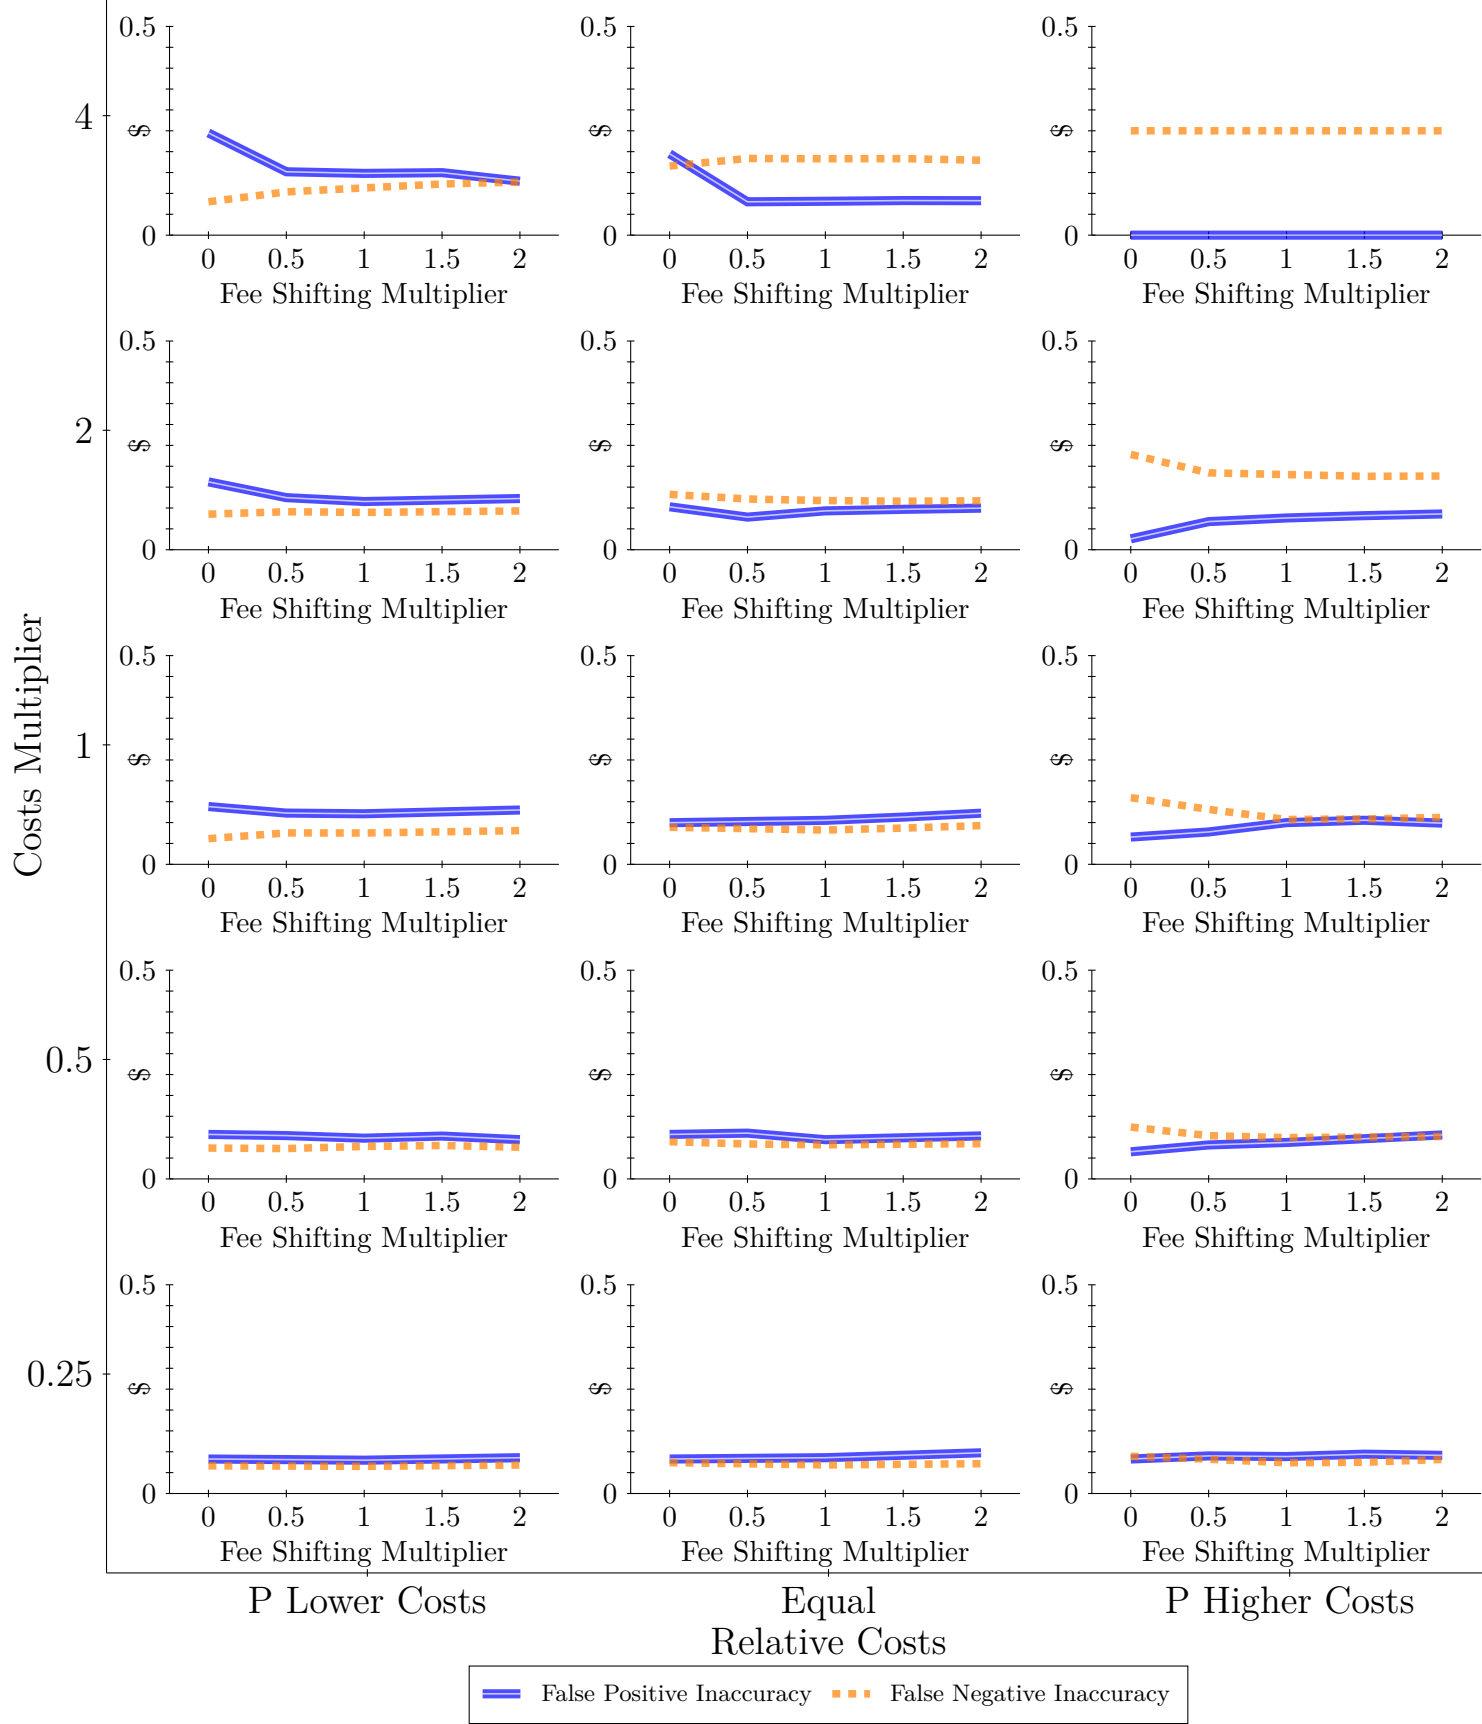 Costs Multiplier
4
0.5
$
0
0 0.5 1 1.5 2
Fee Shifting Multiplier
0.5
$
0
0 0.5 1 1.5 2
Fee Shifting Multiplier
0.5
$
0
0 0.5 1 1.5 2
Fee Shifting Multiplier
2
0.5
$
0
0 0.5 1 1.5 2
Fee Shifting Multiplier
0.5
$
0
0 0.5 1 1.5 2
Fee Shifting Multiplier
0.5
$
0
0 0.5 1 1.5 2
Fee Shifting Multiplier
1
0.5
$
0
0 0.5 1 1.5 2
Fee Shifting Multiplier
0.5
$
0
0 0.5 1 1.5 2
Fee Shifting Multiplier
0.5
$
0
0 0.5 1 1.5 2
Fee Shifting Multiplier
0.5
0.5
$
0
0 0.5 1 1.5 2
Fee Shifting Multiplier
0.5
$
0
0 0.5 1 1.5 2
Fee Shifting Multiplier
0.5
$
0
0 0.5 1 1.5 2
Fee Shifting Multiplier
0.25
0.5
$
0
0 0.5 1 1.5 2
Fee Shifting Multiplier
0.5
$
0
0 0.5 1 1.5 2
Fee Shifting Multiplier
0.5
$
0
0 0.5 1 1.5 2
Fee Shifting Multiplier
P Lower Costs Equal P Higher Costs
Relative Costs
False Positive Inaccuracy False Negative Inaccuracy